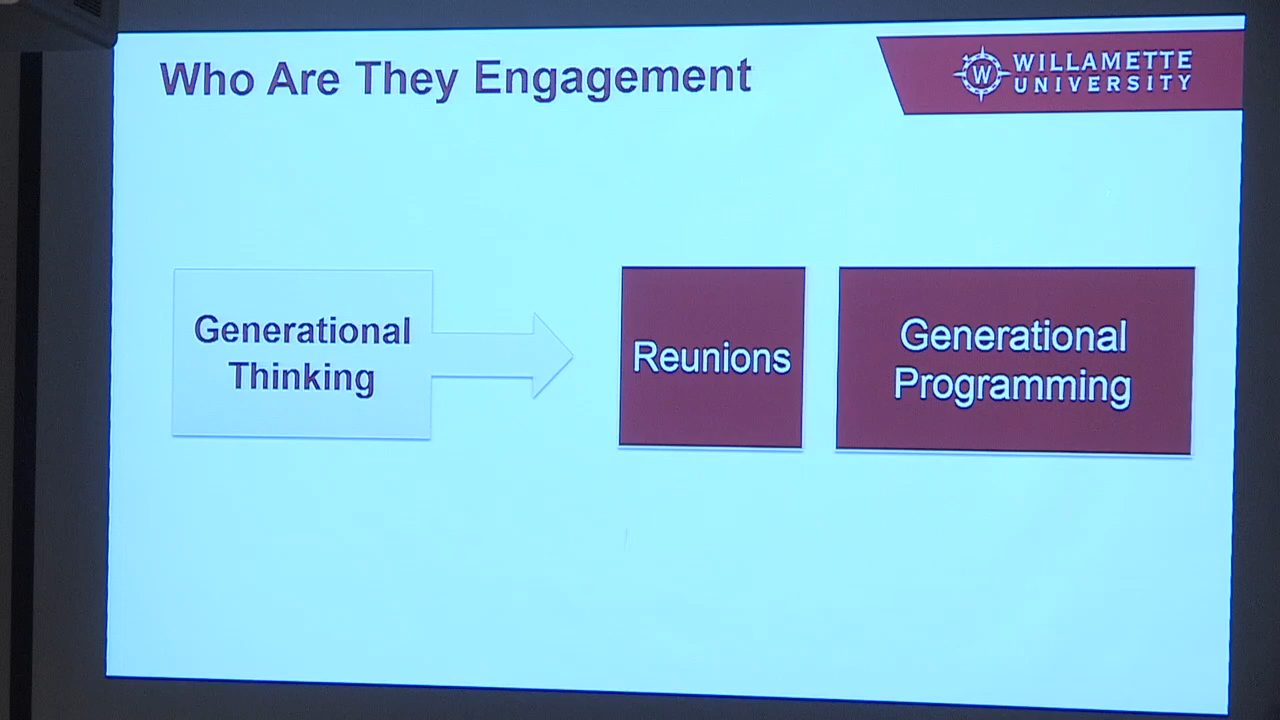 Who Are They Engagement
W WILLAMETTE
UNIVERSITY
Generational
Thinking
Reunions
Generational
Programming